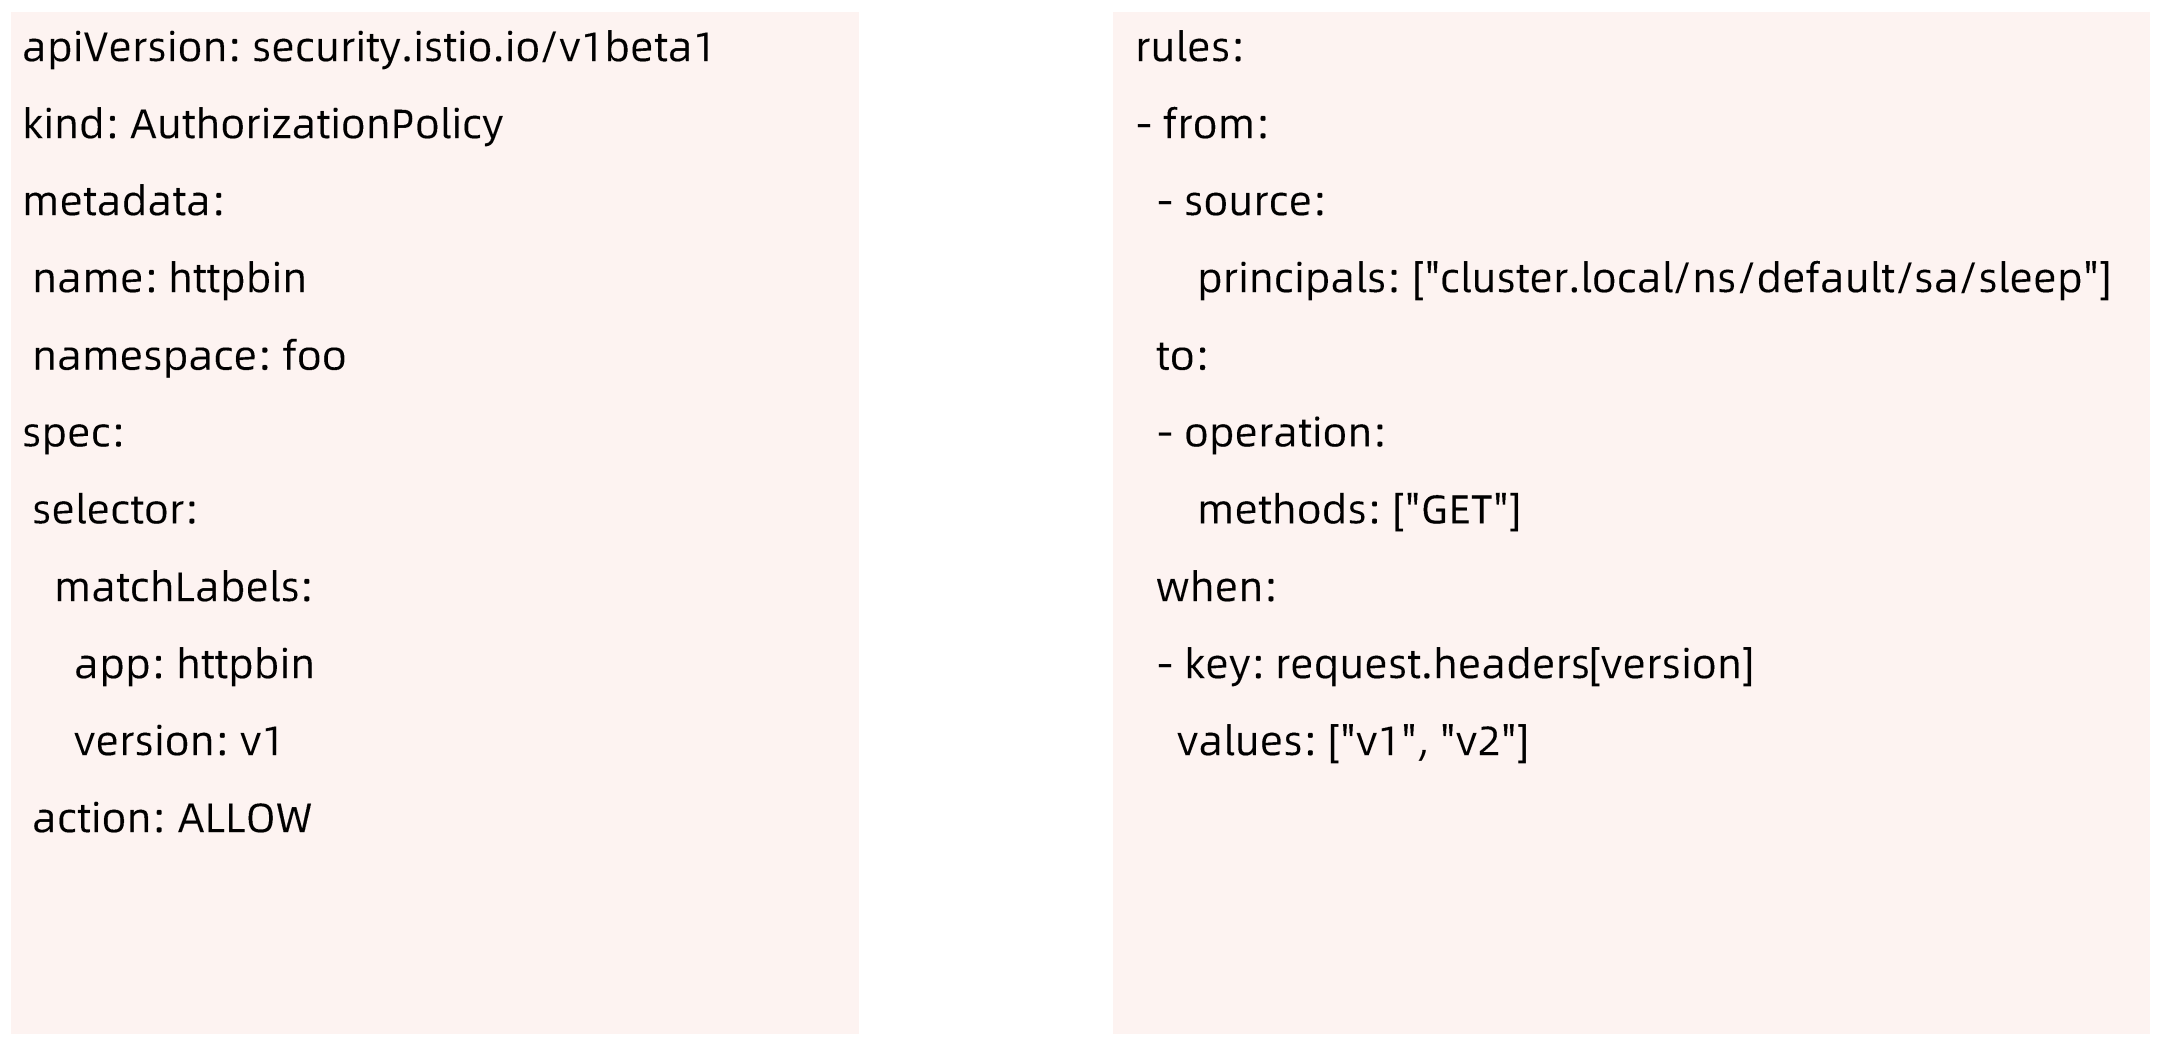 apiVersion: security.istio.io/v1beta1
kind: AuthorizationPolicy
metadata:
 name: httpbin
 namespace: foo
spec:
 selector:
   matchLabels:
     app: httpbin
     version: v1
 action: ALLOW
rules:
- from:
  - source:
      principals: ["cluster.local/ns/default/sa/sleep"]
  to:
  - operation:
      methods: ["GET"]
  when:
  - key: request.headers[version]
    values: ["v1", "v2"]